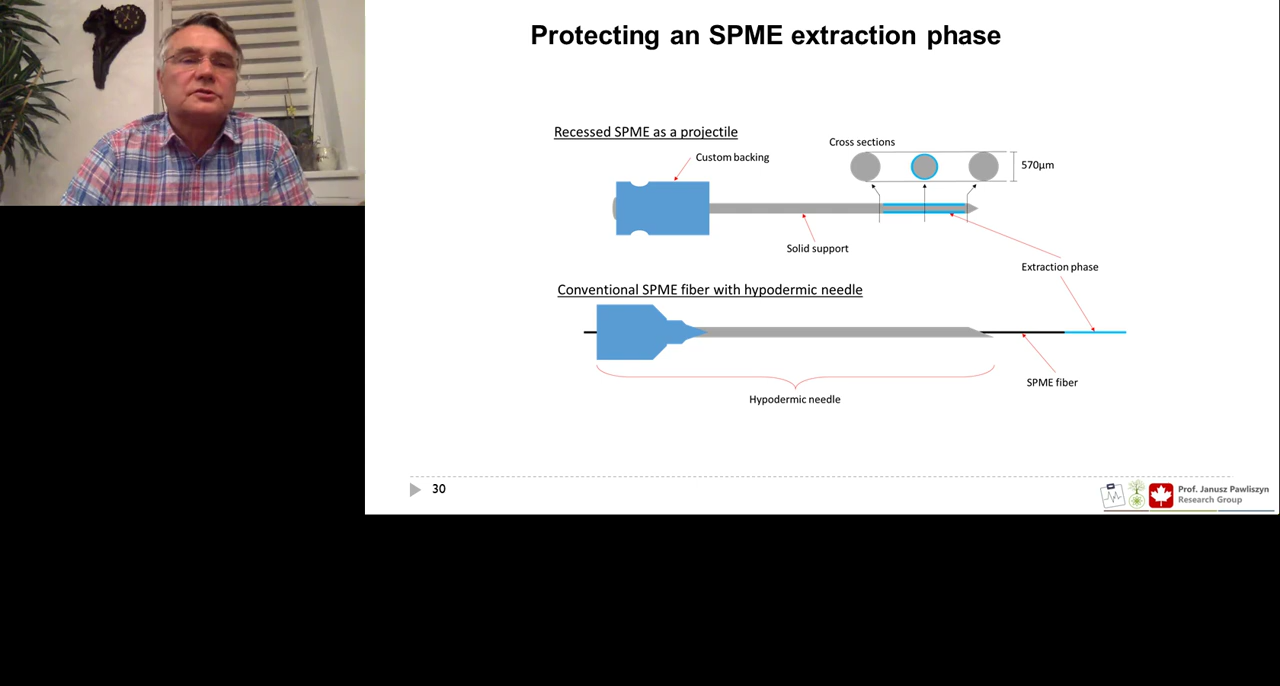 Protecting an SPME extraction phase
Recessed SPME as a projectile
Custom backing
Cross sections
570µm
Solid support
Extraction phase
Conventional SPME fiber with hypodermic needle
SPME fiber
Hypodermic needle
30
Prof. Janusz Pawliszyn
Research Group